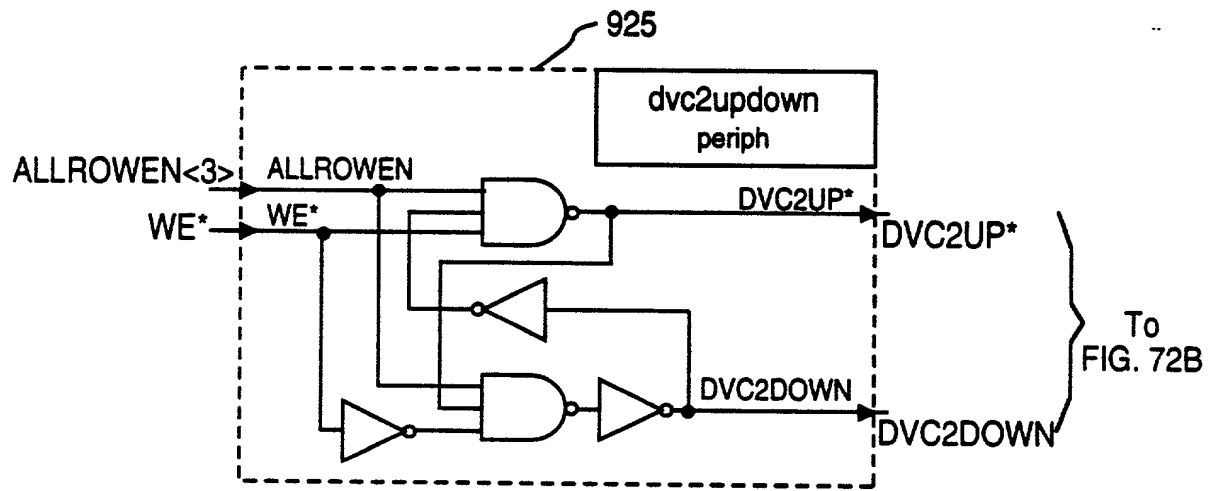 925
dvc2updown
periph
ALLROWEN<3>
ALLROWEN
WE*
WE*
DVC2UP*
DVC2UP*
To
FIG. 72B
DVC2DOWN
DVC2DOWN